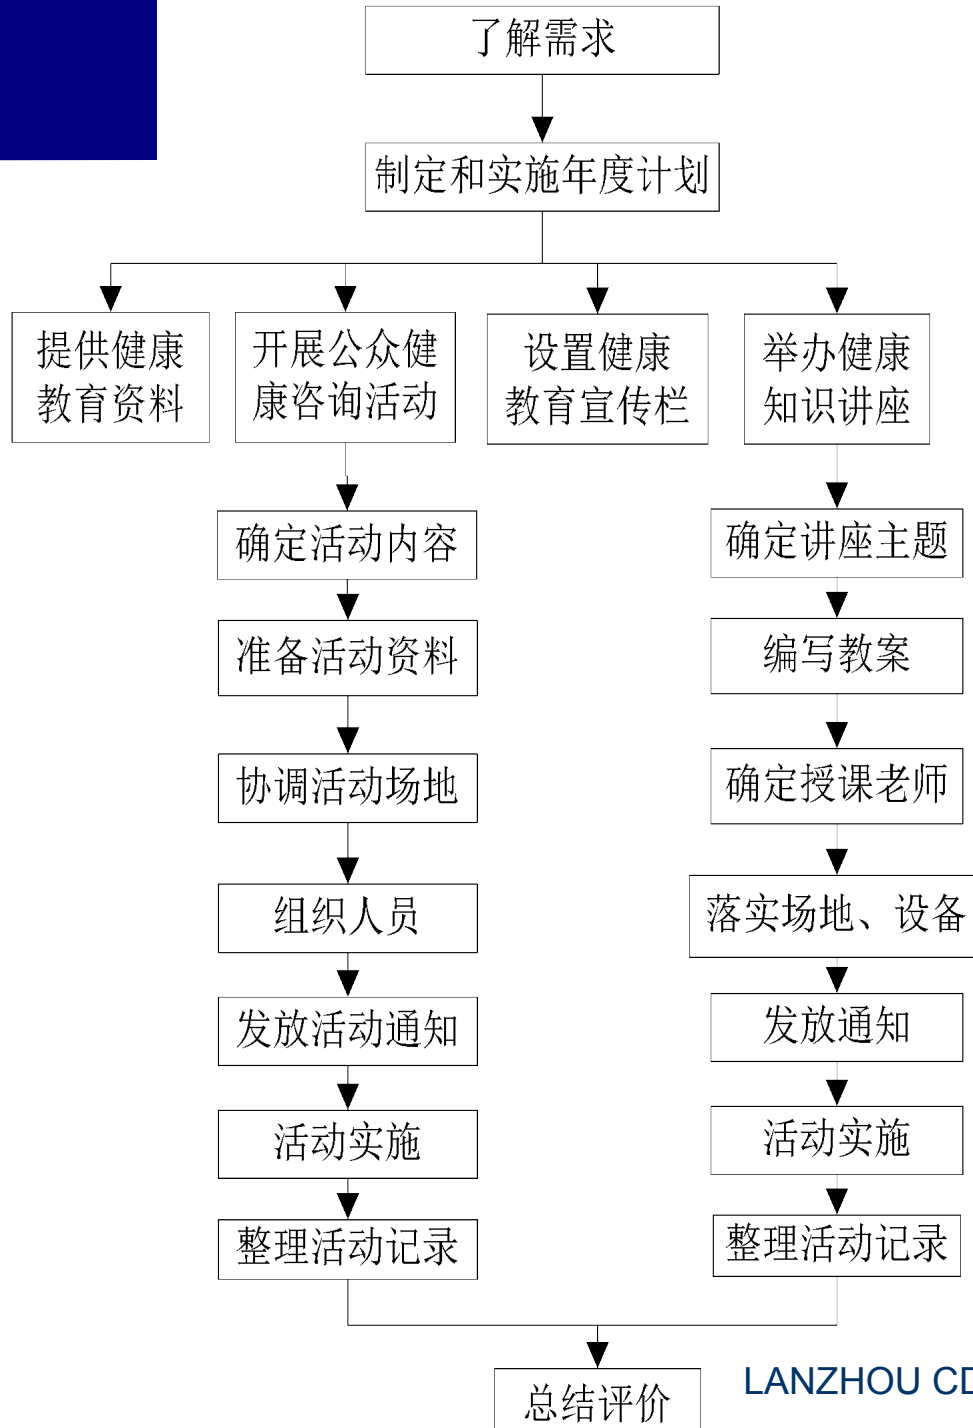 了解需求
制定和实施年度计划
提供健康
教育资料
开展公众健
康咨询活动
设置健康
教育宣传栏
举办健康
知识讲座
确定活动内容
准备活动资料
协调活动场地
组织人员
发放活动通知
活动实施
整理活动记录
确定讲座主题
编写教案
确定授课老师
落实场地、设备
发放通知
活动实施
整理活动记录
总结评价
LANZHOU CD